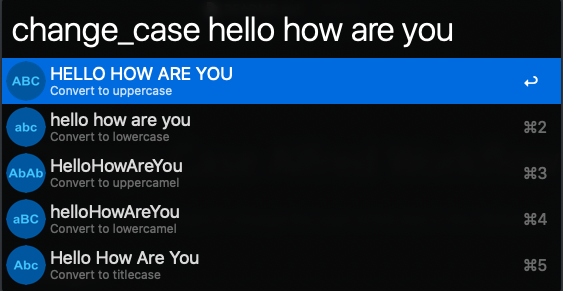 change_case hello how are you
ABC HELLO HOW ARE YOU ↩
Convert to uppercase
abc hello how are you ⌘2
Convert to lowercase
AbAb HelloHowAreYou ⌘3
Convert to uppercamel
aBC helloHowAreYou ⌘4
Convert to lowercamel
Abc Hello How Are You ⌘5
Convert to titlecase